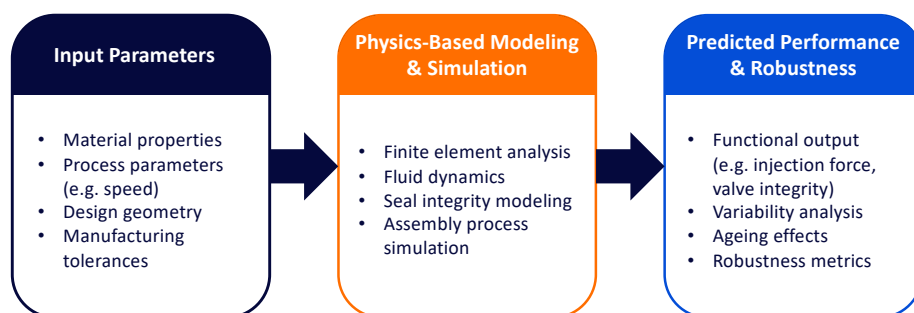 Input Parameters
• Material properties
• Process parameters
(e.g. speed)
• Design geometry
• Manufacturing
tolerances
Physics-Based Modeling
& Simulation
• Finite element analysis
• Fluid dynamics
• Seal integrity modeling
• Assembly process
simulation
Predicted Performance
& Robustness
• Functional output
(e.g. injection force,
valve integrity)
• Variability analysis
• Ageing effects
• Robustness metrics